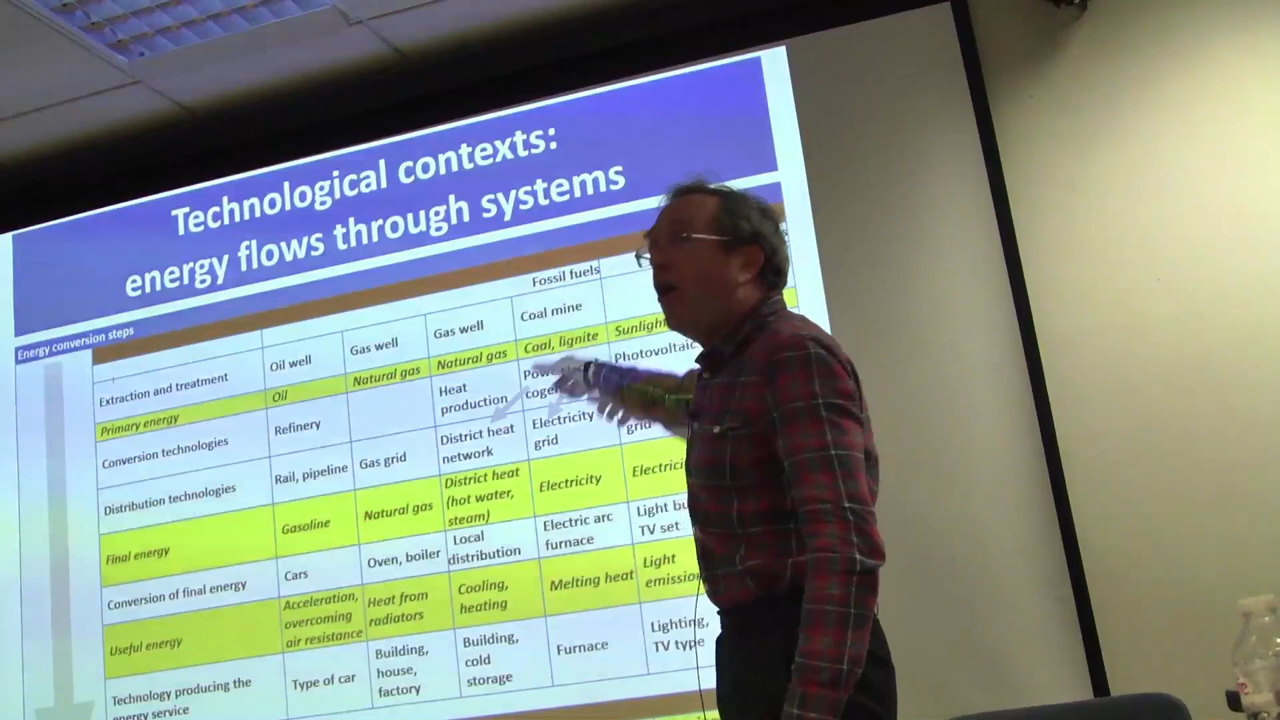 Technological contexts:
energy flows through systems
Energy conversion steps
Fossil fuels
Extraction and treatment
Oil well
Gas well
Gas well
Coal mine
Primary energy
Oil
Natural gas
Natural gas
Coal, lignite
Sunlight
Conversion technologies
Refinery
Heat
production
Photovoltaic
Distribution technologies
Rail, pipeline
Gas grid
District heat
network
Electricity
grid
grid
Final energy
Gasoline
Natural gas
District heat
(hot water,
steam)
Electricity
Conversion of final energy
Cars
Oven, boiler
Local
distribution
Electric arc
furnace
Light
TV set
Useful energy
Acceleration,
overcoming
air resistance
Heat from
radiators
Cooling,
heating
Melting heat
Light
emission
Technology producing the
energy service
Type of car
Building,
house,
factory
Building,
cold
storage
Furnace
Lighting,
TV type